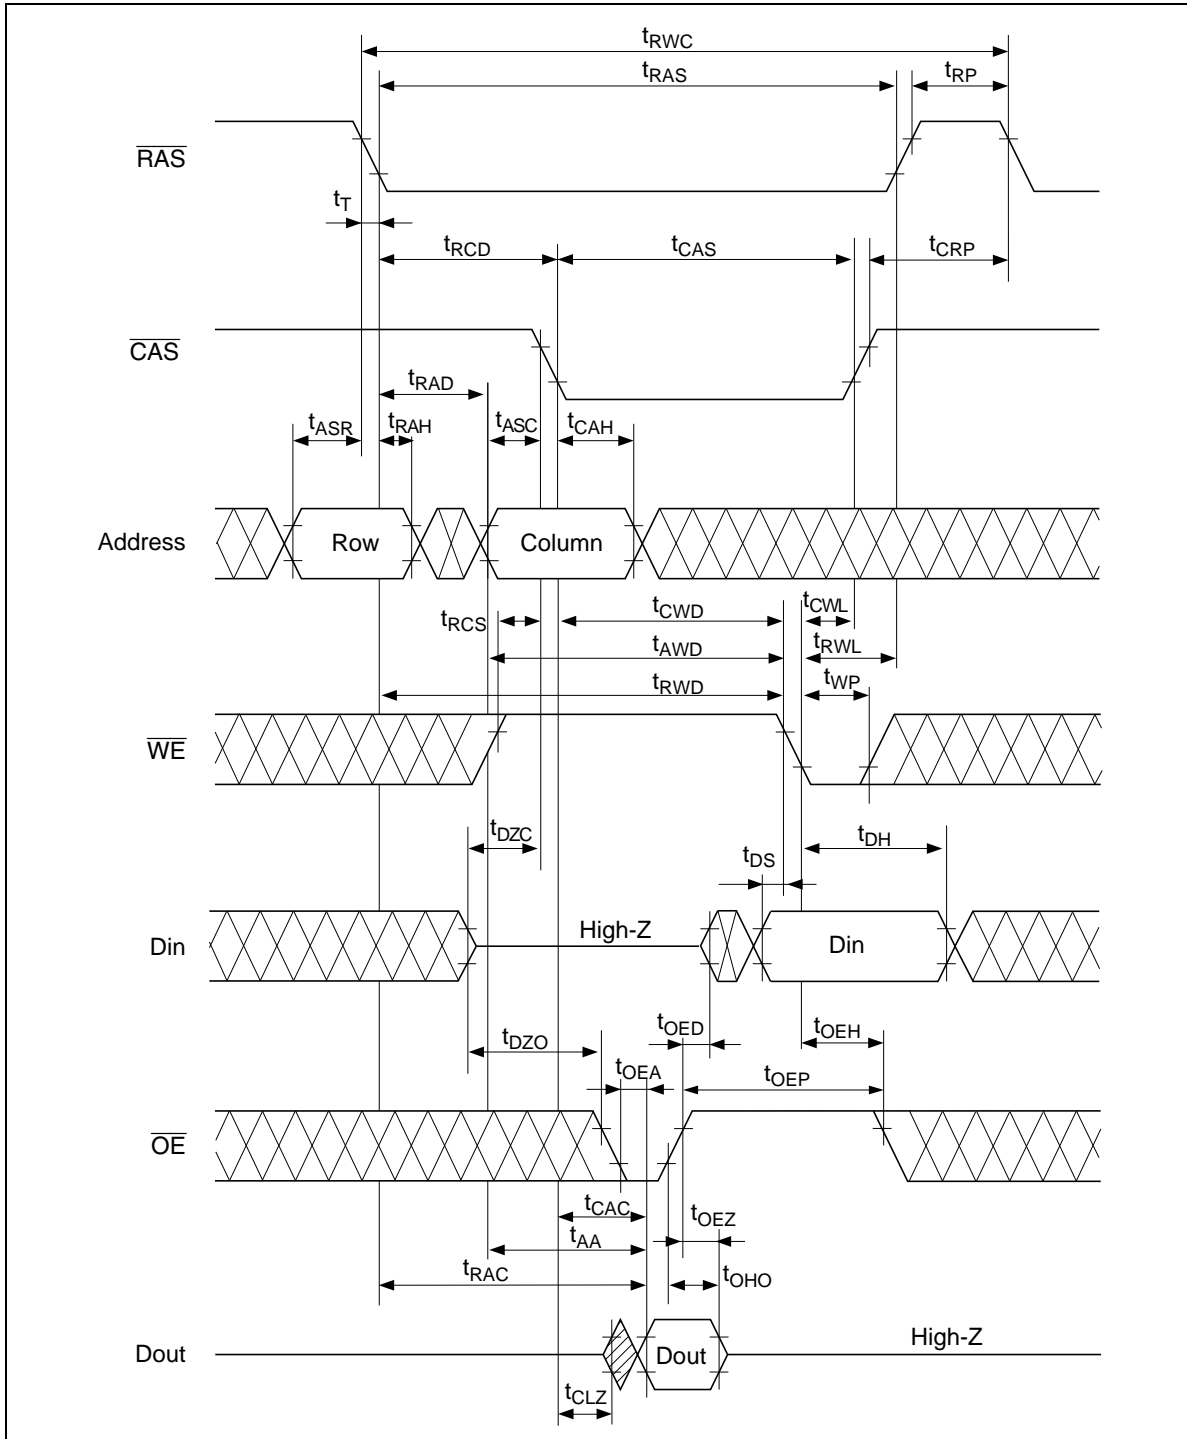 tRWC
tRAS
tRP
RAS
tT
tRCD
tCAS
tCRP
CAS
tRAD
tASR
tRAH
tASC
tCAH
Address
Row
Column
tRCS
tCWD
tCWL
tAWD
tRWL
tRWD
tWP
WE
tDZC
tDH
tDS
Din
High-Z
Din
tOED
tOEH
tDZO
tOEA
tOEP
OE
tCAC
tOEZ
tAA
tRAC
tOHO
Dout
Dout
High-Z
tCLZ